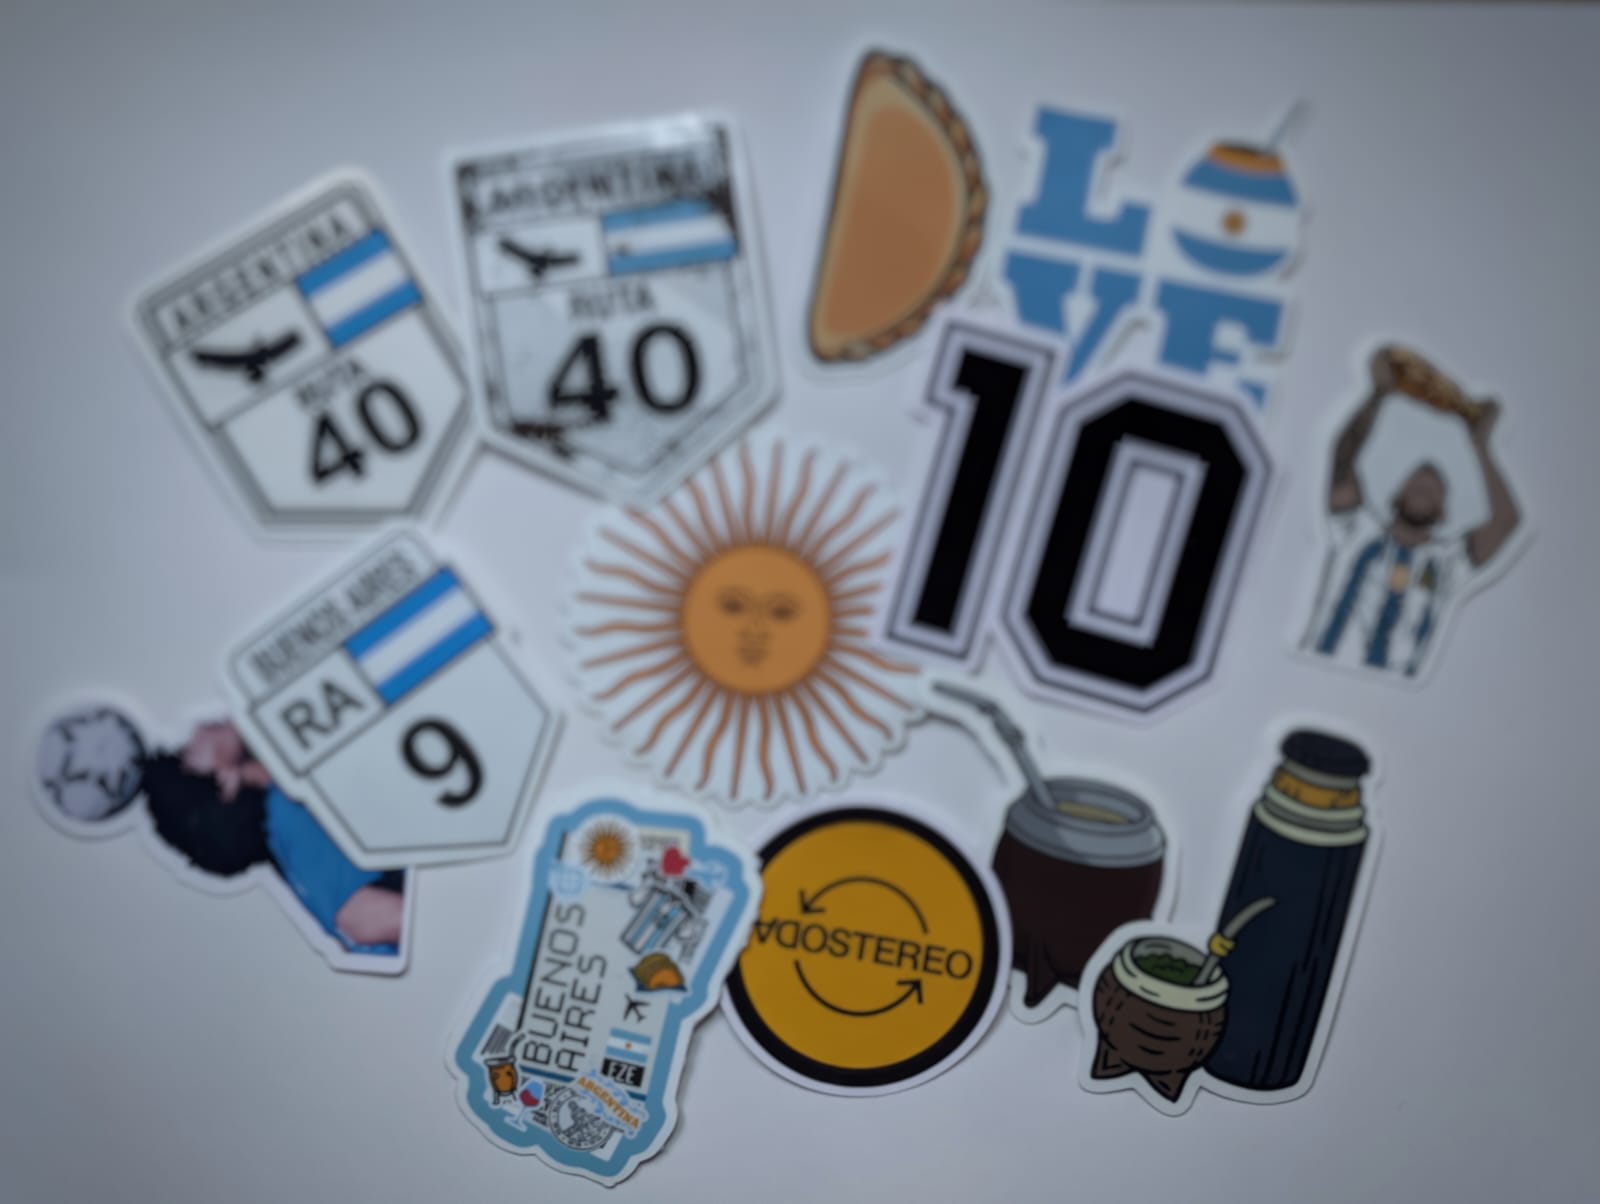 ARGENTINA
RUTA
40
ARGENTINA
RUTA
40
LOVE
10
BUENOS AIRES
RA
9
BUENOS
AIRES
EZE
ARGENTINA
SODASTEREO